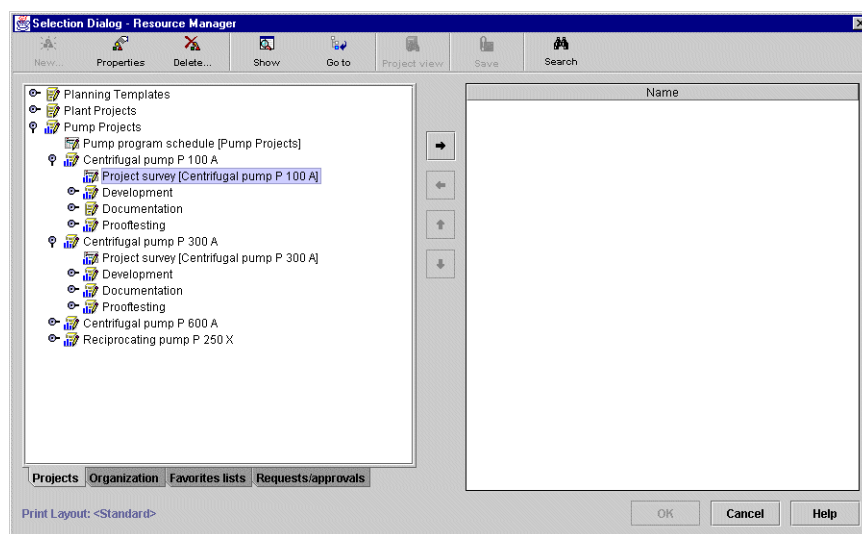 Selection Dialog - Resource Manager
New... Properties Delete... Show Go to Project view Save Search
Planning Templates
Plant Projects
Pump Projects
Pump program schedule [Pump Projects]
Centrifugal pump P 100 A
Project survey [Centrifugal pump P 100 A]
Development
Documentation
Prooftesting
Centrifugal pump P 300 A
Project survey [Centrifugal pump P 300 A]
Development
Documentation
Prooftesting
Centrifugal pump P 600 A
Reciprocating pump P 250 X
Name
Projects Organization Favorites lists Requests/approvals
Print Layout: <Standard>
OK Cancel Help